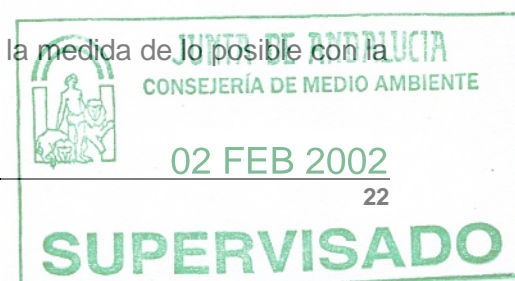 la medida de lo posible con la
JUNTA DE ANDALUCIA
CONSEJERÍA DE MEDIO AMBIENTE
02 FEB 2002
22
SUPERVISADO